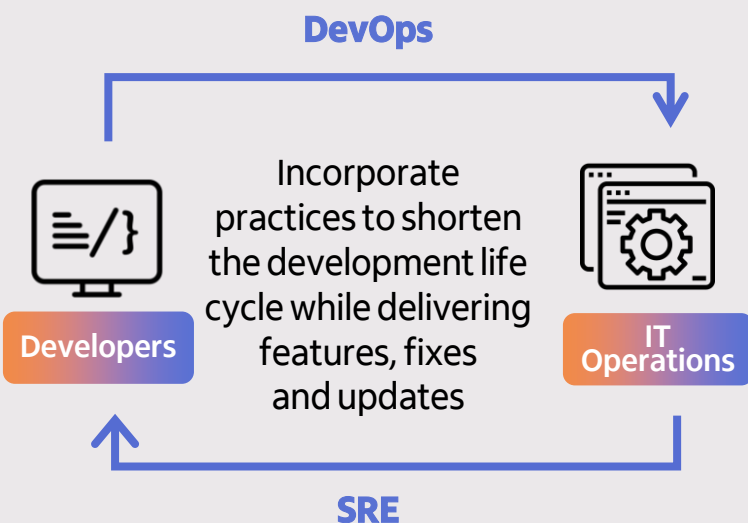 DevOps
Incorporate
practices to shorten
the development life
cycle while delivering
features, fixes
and updates
Developers
IT
Operations
SRE